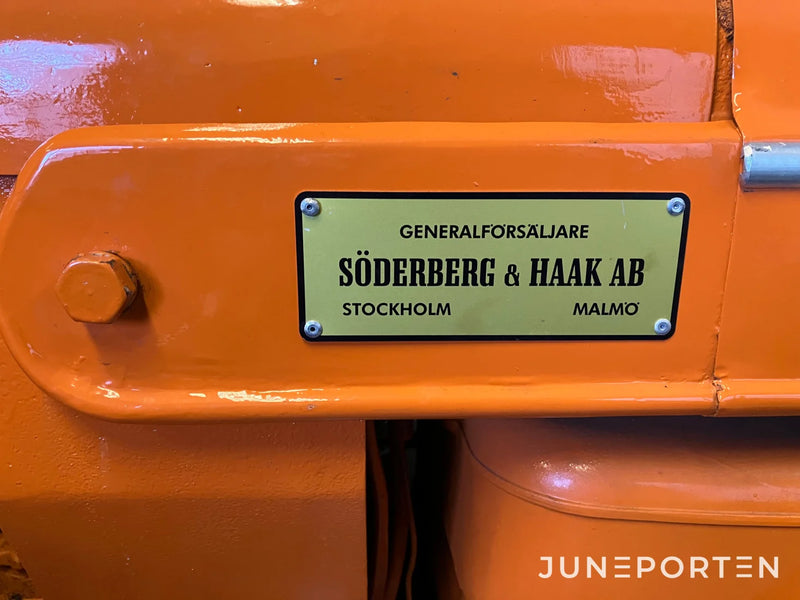 GENERALFÖRSÄLJARE
SÖDERBERG & HAAK AB
STOCKHOLM MALMÖ
JUNEPORTEN